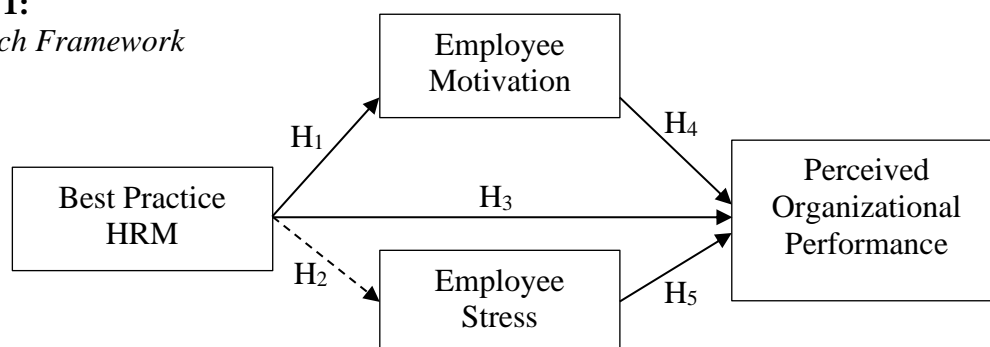 1:
ch Framework
Employee
Motivation
H1
H4
Best Practice
HRM
H3
Perceived
Organizational
Performance
H2
Employee
Stress
H5